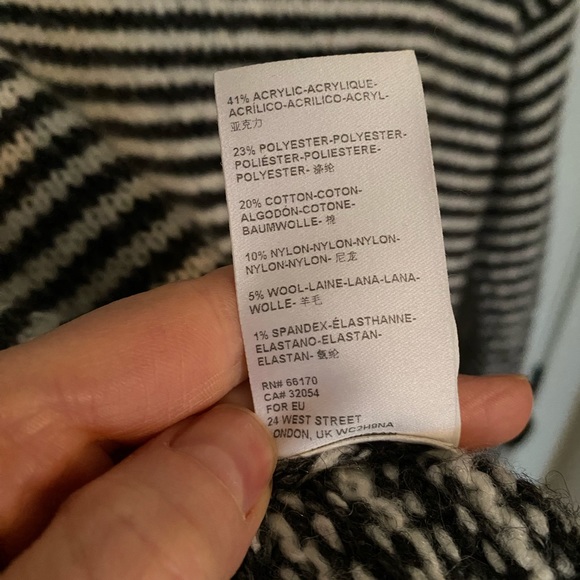 41% ACRYLIC-ACRYLIQUE-
ACRÍLICO-ACRILICO-ACRYL-
亚克力
23% POLYESTER-POLYESTER-
POLIÉSTER-POLIESTERE-
POLYESTER- 涤纶
20% COTTON-COTON-
ALGODÓN-COTONE-
BAUMWOLLE- 棉
10% NYLON-NYLON-NYLON-
NYLON-NYLON- 尼龙
5% WOOL-LAINE-LANA-LANA-
WOLLE- 羊毛
1% SPANDEX-ÉLASTHANNE-
ELASTANO-ELASTAN-
ELASTAN- 氨纶
RN# 66170
CA# 32054
FOR EU
24 WEST STREET
ONDON, UK WC2H9NA